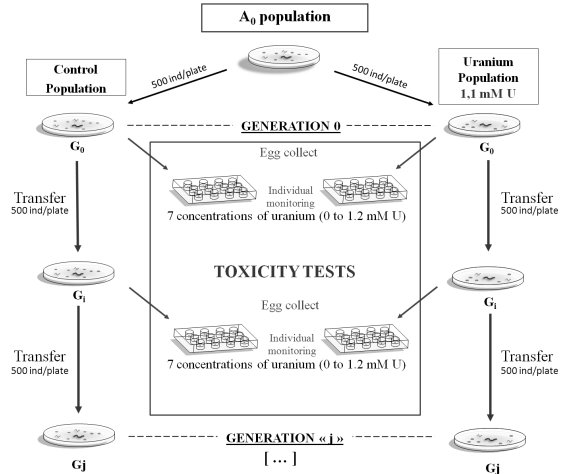 A0 population
500 ind/plate
500 ind/plate
Control
Population
Uranium
Population
1,1 mM U
GENERATION 0
G0
G0
Egg collect
Individual
monitoring
7 concentrations of uranium (0 to 1.2 mM U)
Transfer
500 ind/plate
Transfer
500 ind/plate
TOXICITY TESTS
Gi
Gi
Egg collect
Individual
monitoring
7 concentrations of uranium (0 to 1.2 mM U)
Transfer
500 ind/plate
Transfer
500 ind/plate
GENERATION « j »
Gj
Gj
[ ... ]